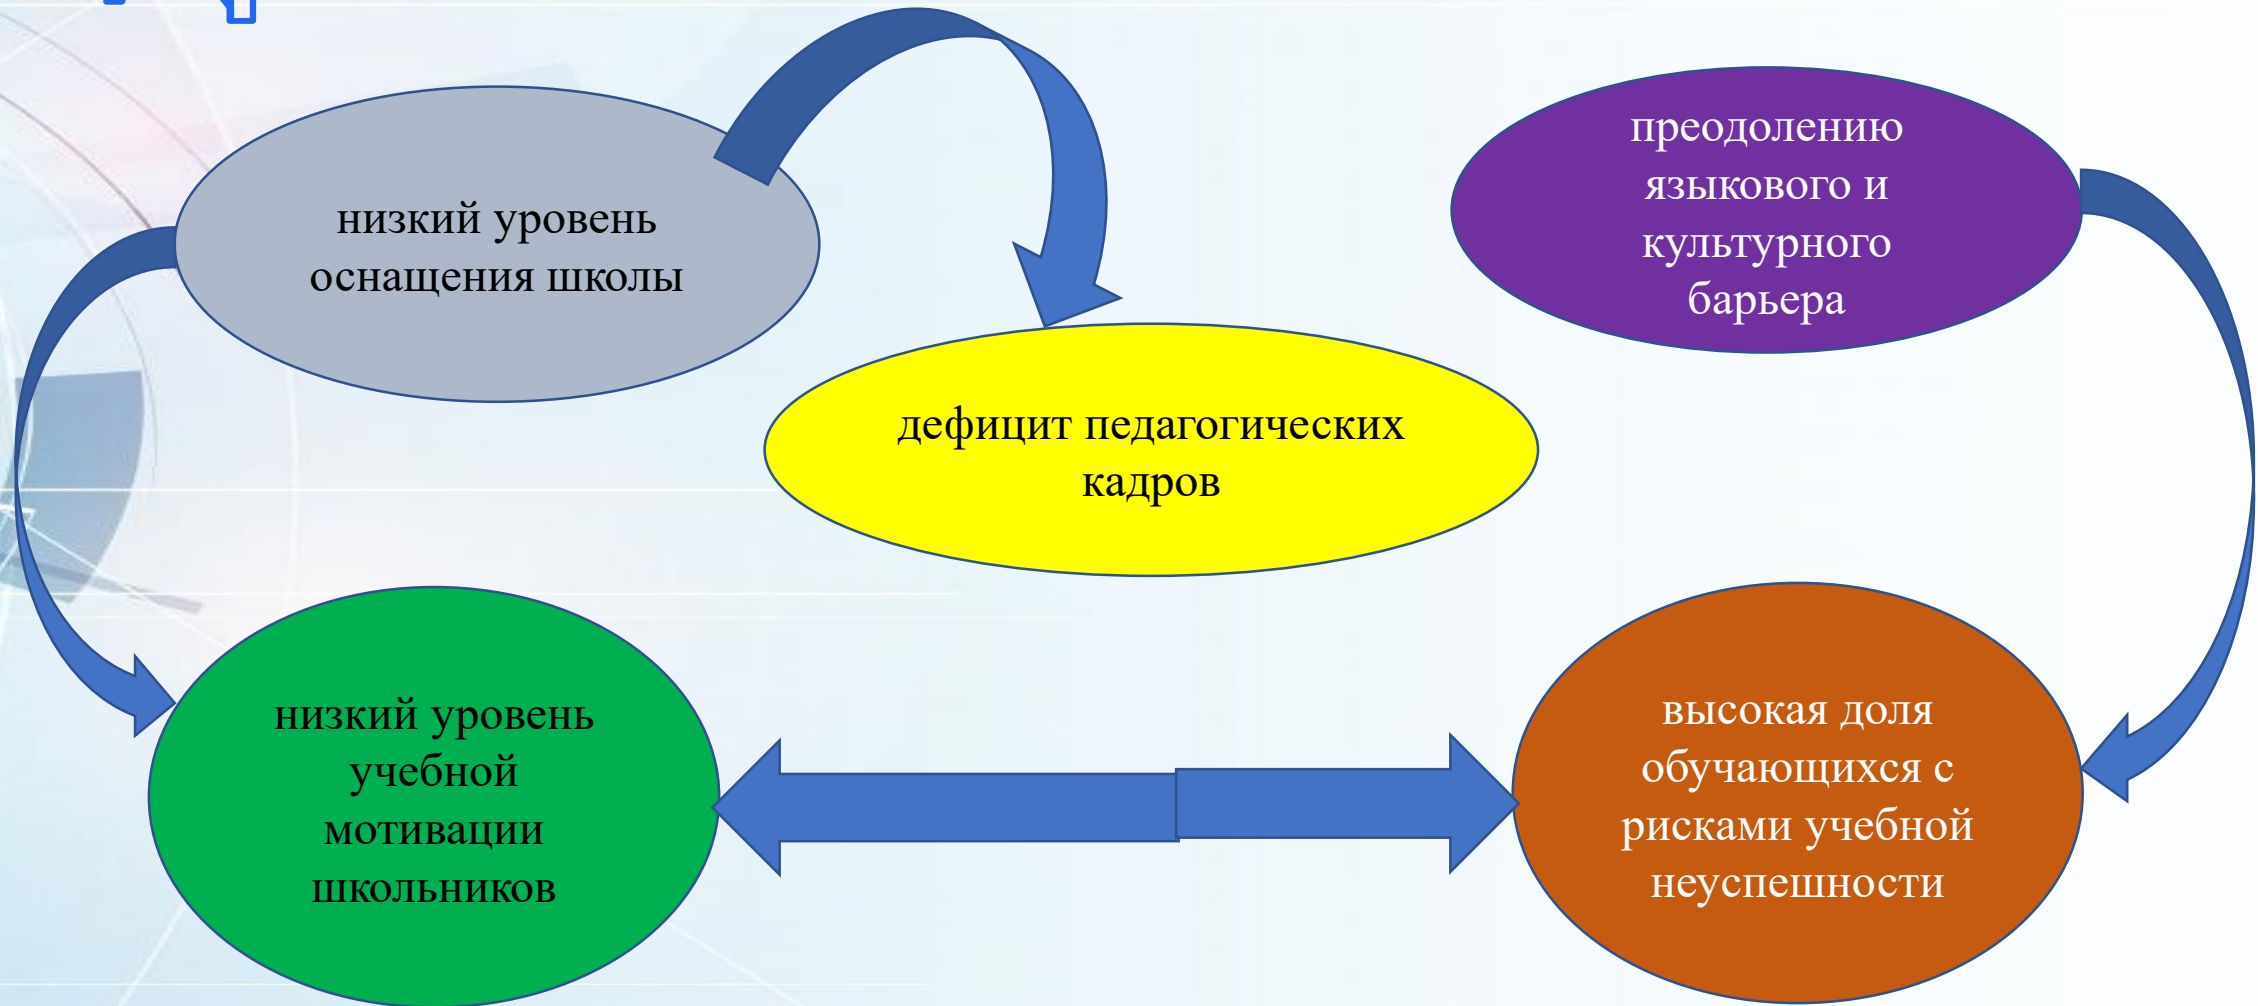 низкий уровень
оснащения школы
преодолению
языкового и
культурного
барьера
дефицит педагогических
кадров
низкий уровень
учебной
мотивации
школьников
высокая доля
обучающихся с
рисками учебной
неуспешности